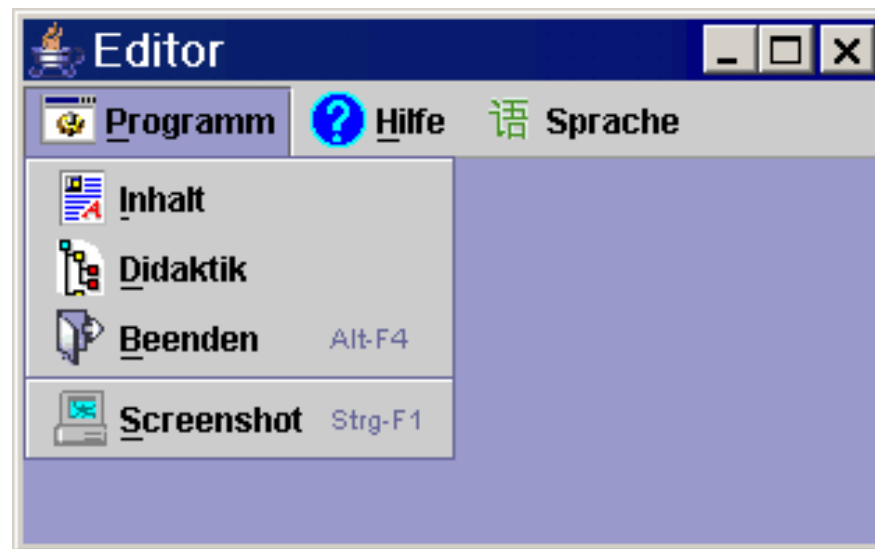 Editor
Programm Hilfe 语 Sprache
Inhalt
Didaktik
Beenden Alt-F4
Screenshot Strg-F1